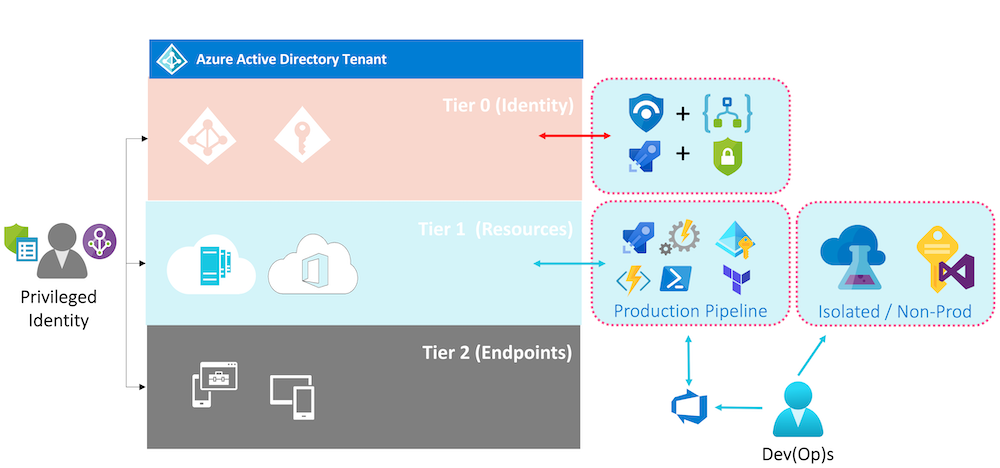 Azure Active Directory Tenant
Tier 0 (Identity)
+
+
Tier 1 (Resources)
Privileged
Identity
Production Pipeline
Isolated / Non-Prod
Tier 2 (Endpoints)
Dev(Op)s